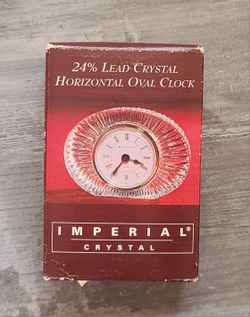 24% Lead Crystal
Horizontal Oval Clock
IMPERIAL®
CRYSTAL